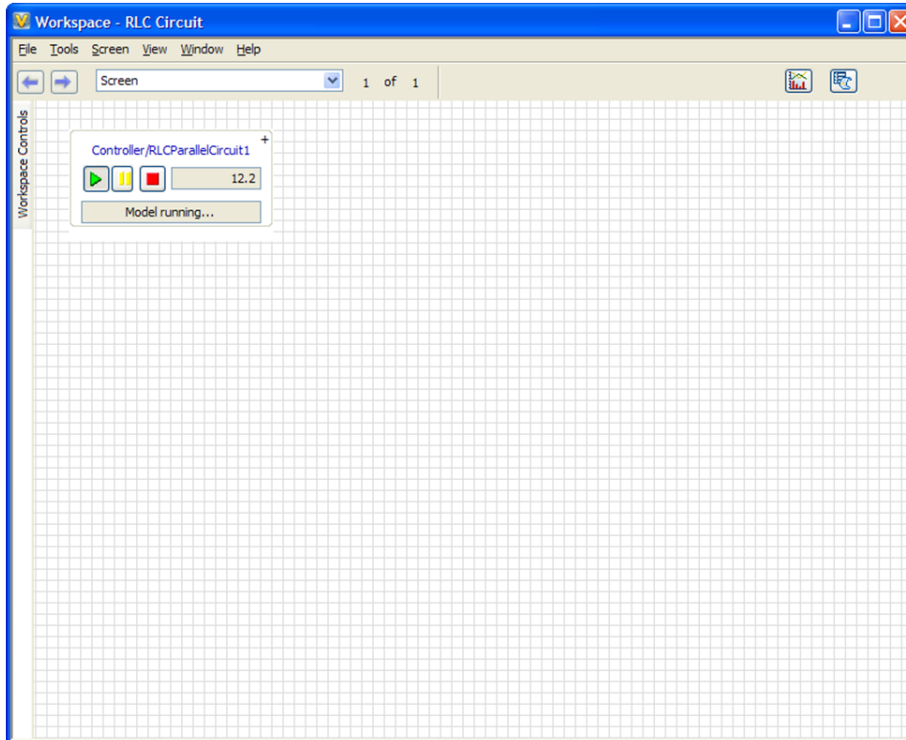 Workspace - RLC Circuit
File Tools Screen View Window Help
Screen 1 of 1
Workspace Controls
+
Controller/RLCParallelCircuit1
12.2
Model running...